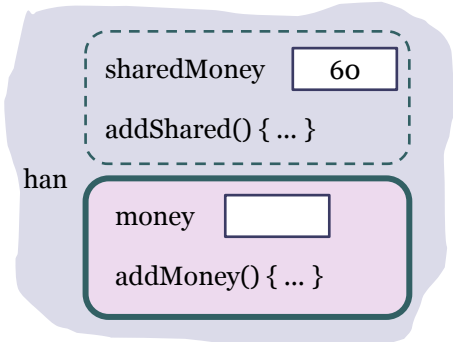 sharedMoney 60
addShared() { ... }
han
money
addMoney() { ... }